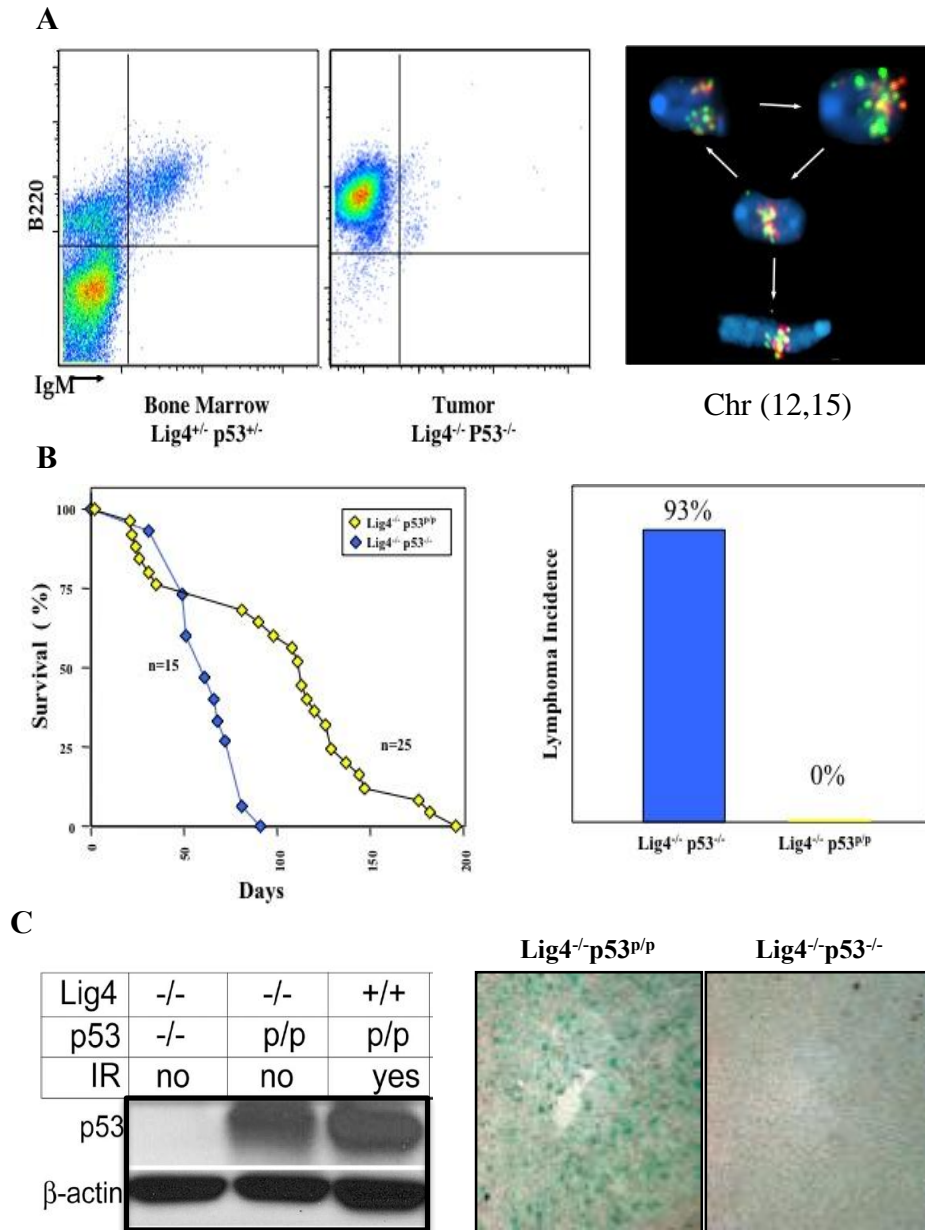 A
B220
IgM
Bone Marrow
Lig4+/- p53+/-
Tumor
Lig4-/- P53-/-
Chr (12,15)
B
Survival ( %)
100
75
50
25
0
0
50
100
150
200
Days
Lig4-/- p53p/p
Lig4-/- p53-/-
n=15
n=25
Lymphoma Incidence
93%
0%
Lig4-/- p53-/-
Lig4-/- p53p/p
C
Lig4 -/- -/- +/+
p53 -/- p/p p/p
IR no no yes
p53
β-actin
Lig4-/-p53p/p
Lig4-/-p53-/-